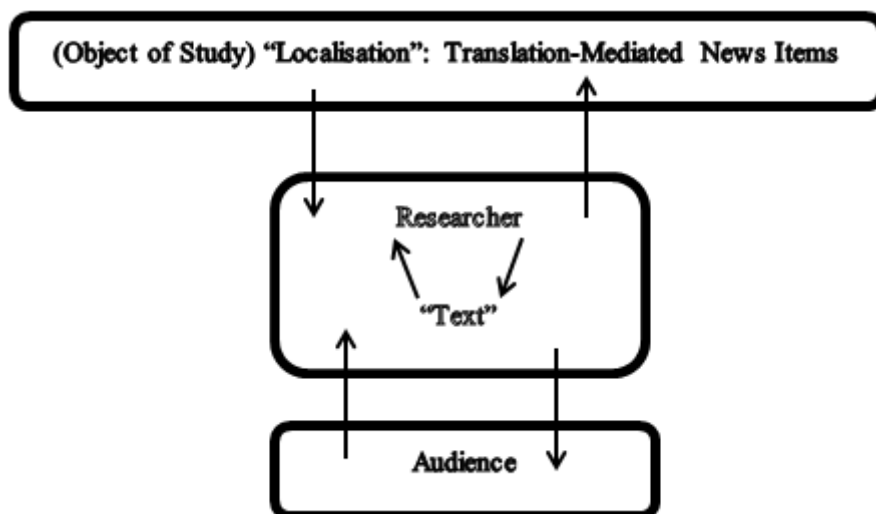 (Object of Study) “Localisation”: Translation-Mediated News Items
Researcher
“Text”
Audience